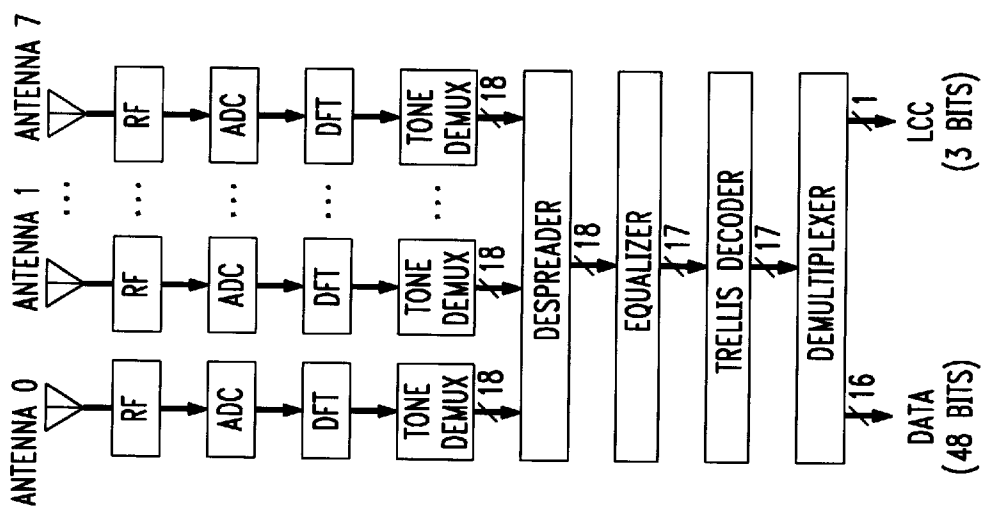 ANTENNA 0
ANTENNA 1
...
ANTENNA 7
RF
RF
...
RF
ADC
ADC
...
ADC
DFT
DFT
...
DFT
TONE
DEMUX
TONE
DEMUX
...
TONE
DEMUX
18
18
18
DESPREADER
18
EQUALIZER
17
TRELLIS DECODER
17
DEMULTIPLEXER
16
1
DATA
(48 BITS)
LCC
(3 BITS)